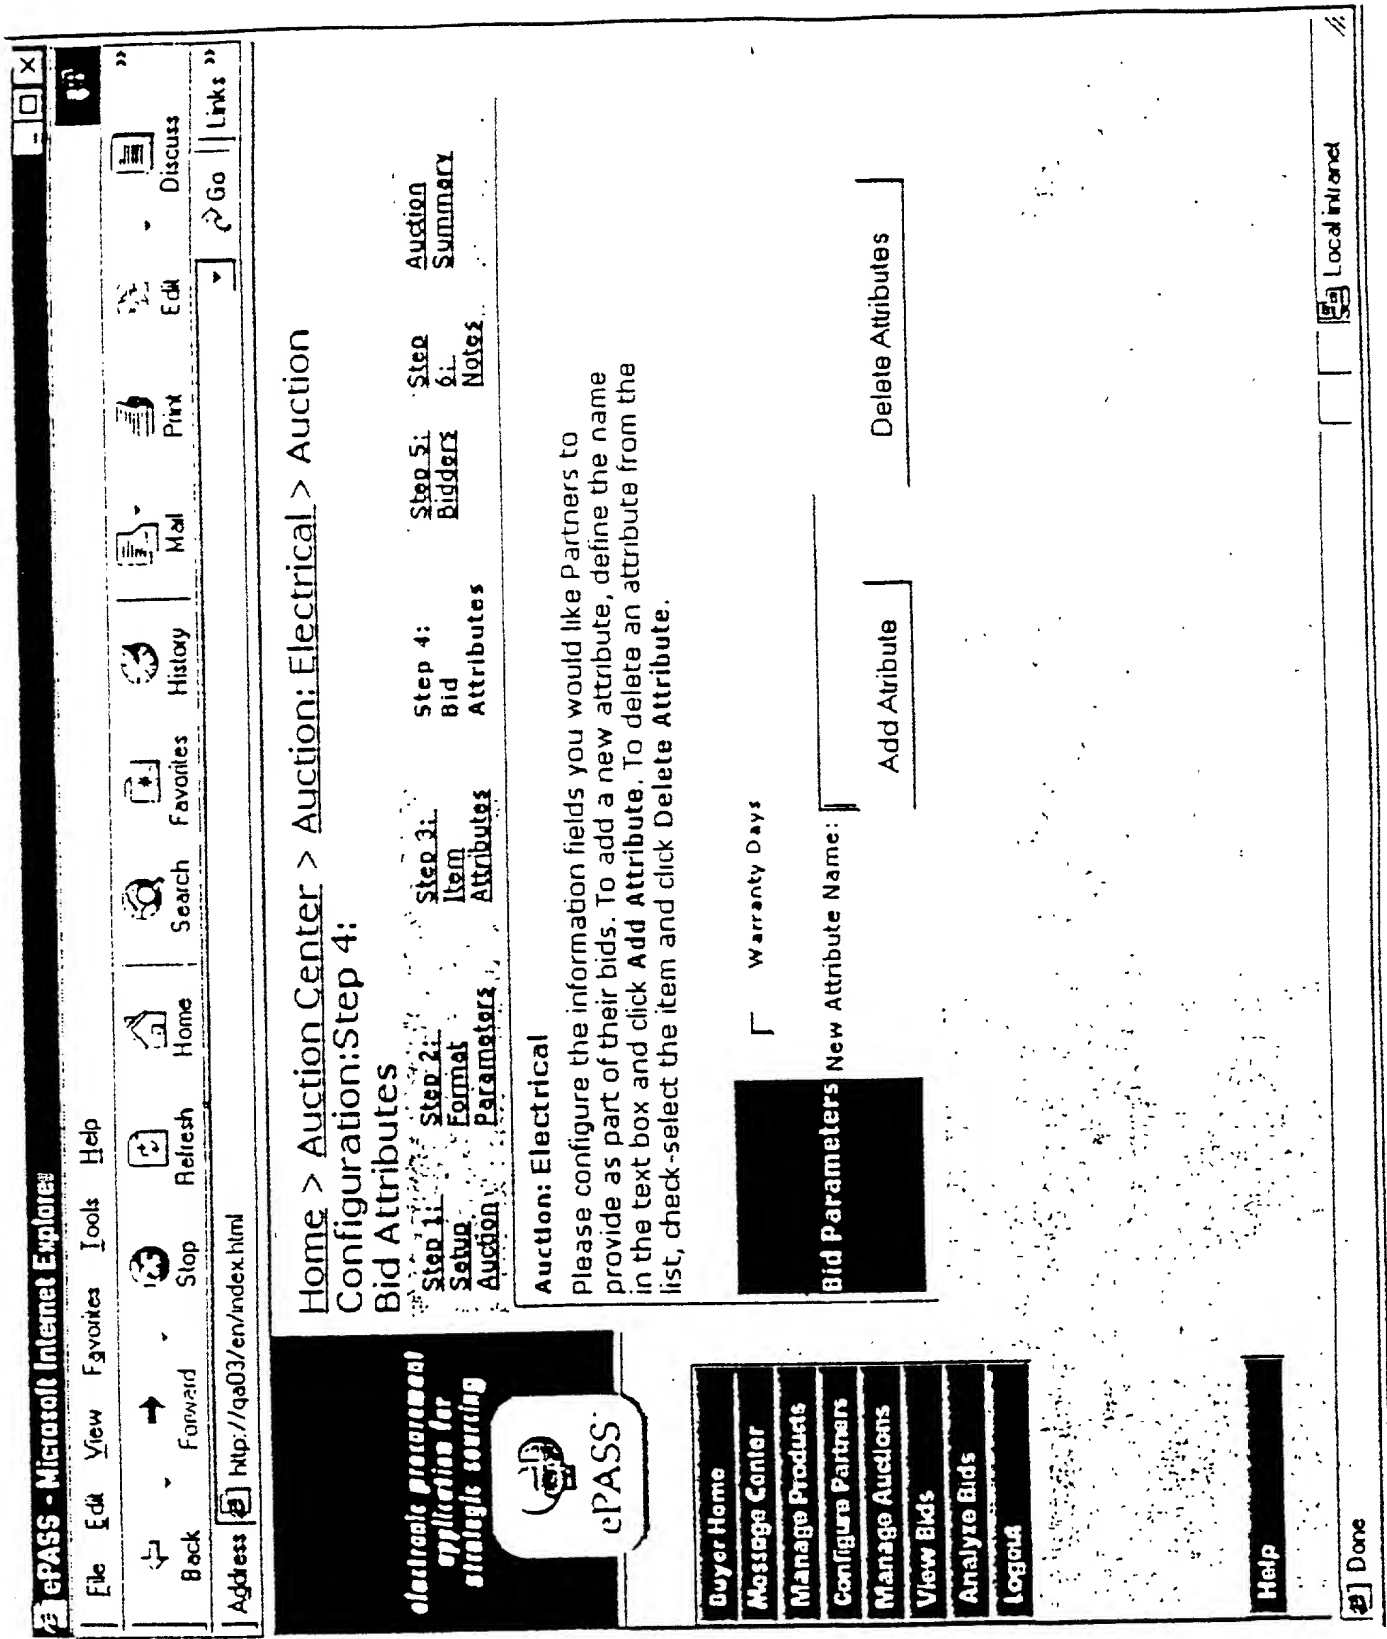 ePASS - Microsoft Internet Explorer
File Edit View Favorites Tools Help
Back Forward Stop Refresh Home Search Favorites History Mail Print Edit Discuss
Address http://qa03/en/index.html Go Links »
electronic procurement
application for
strategic sourcing
ePASS
Buyer Home
Message Center
Manage Products
Configure Partners
Manage Auctions
View Bids
Analyze Bids
Logout
Help
Home > Auction Center > Auction: Electrical > Auction
Configuration:Step 4:
Bid Attributes
Step 1:
Setup
Auction
Step 2:
Format
Parameters
Step 3:
Item
Attributes
Step 4:
Bid
Attributes
Step 5:
Bidders
Step
6:
Notes
Auction
Summary
Auction: Electrical
Please configure the information fields you would like Partners to
provide as part of their bids. To add a new attribute, define the name
in the text box and click Add Attribute. To delete an attribute from the
list, check-select the item and click Delete Attribute.
Warranty Days
Bid Parameters New Attribute Name:
Add Atribute Delete Attributes
Done Local intranet